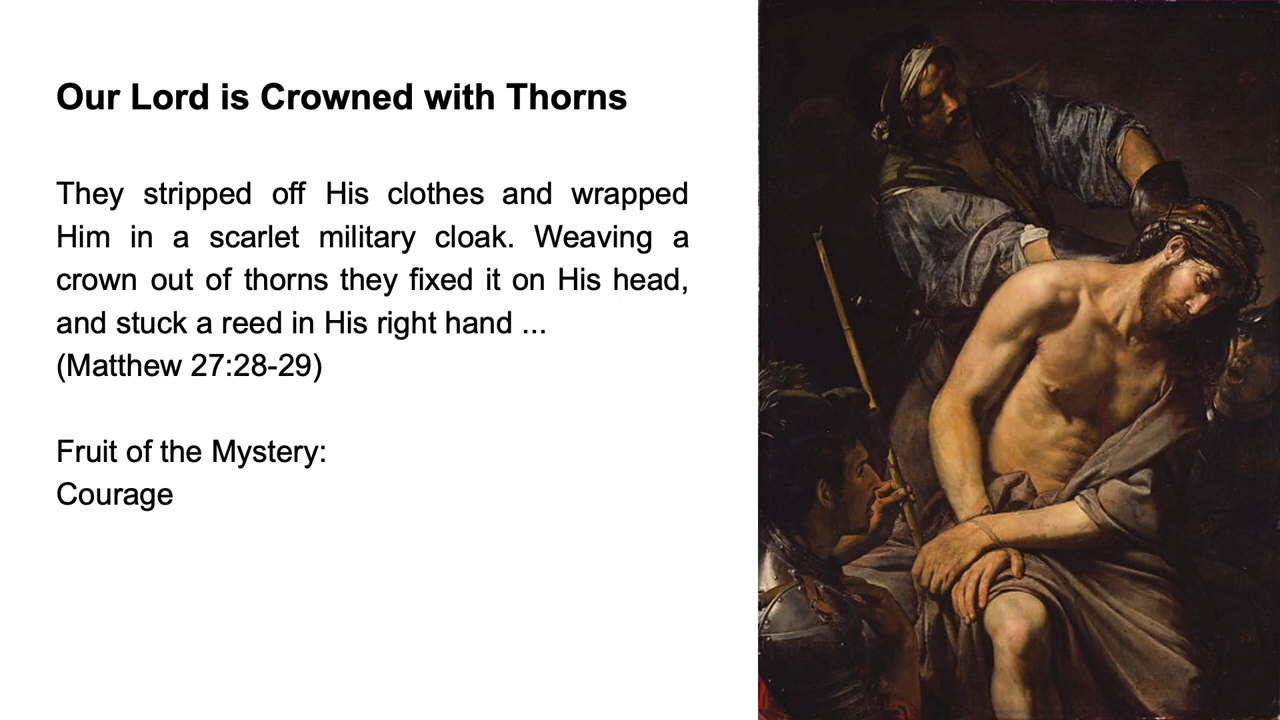 Our Lord is Crowned with Thorns
They stripped off His clothes and wrapped
Him in a scarlet military cloak. Weaving a
crown out of thorns they fixed it on His head,
and stuck a reed in His right hand ...
(Matthew 27:28-29)
Fruit of the Mystery:
Courage